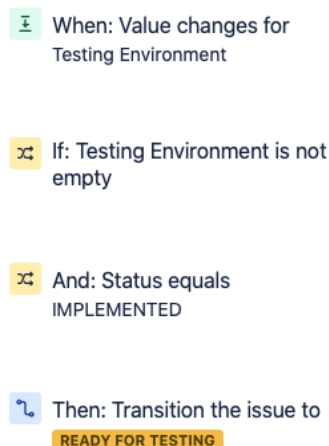 When: Value changes for
Testing Environment
If: Testing Environment is not
empty
And: Status equals
IMPLEMENTED
Then: Transition the issue to
READY FOR TESTING